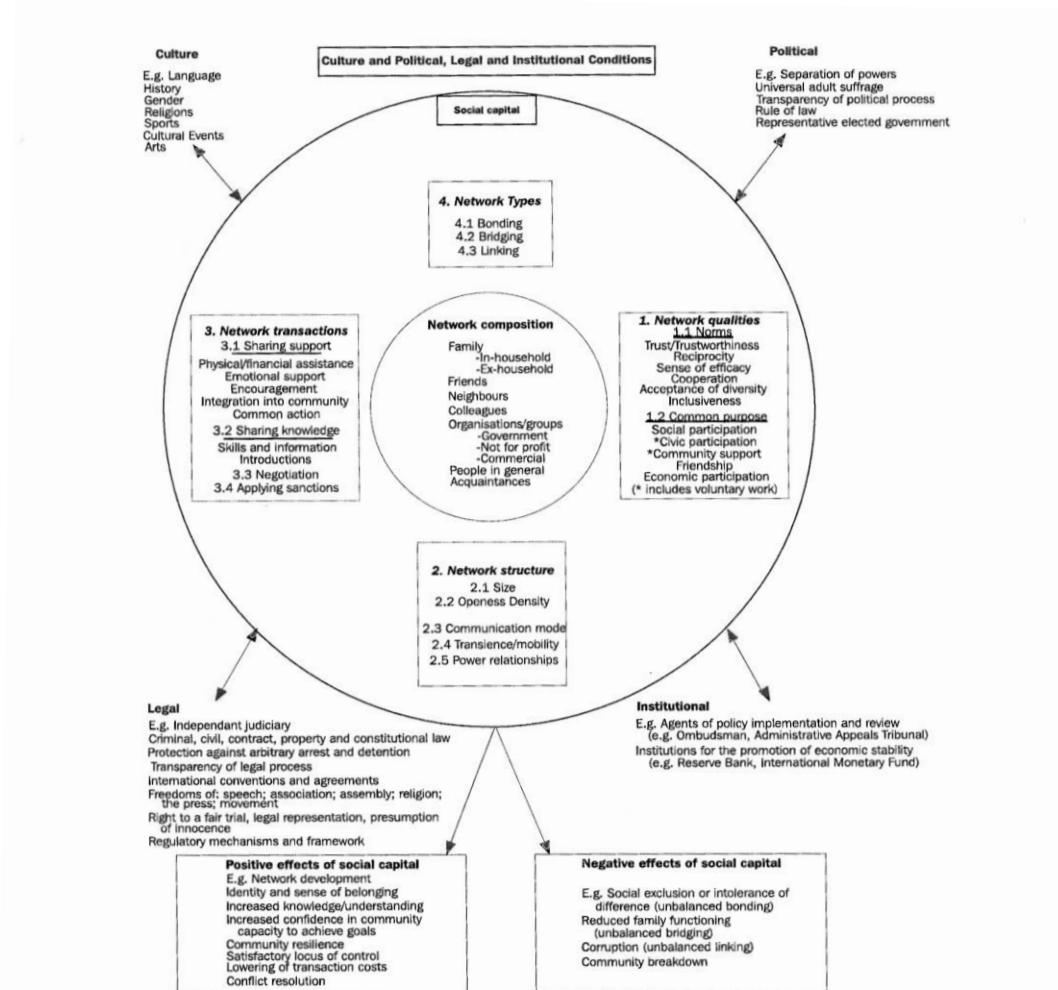 Culture and Political, Legal and Institutional Conditions
Culture
E.g. Language
History
Gender
Religions
Sports
Cultural Events
Arts
Political
E.g. Separation of powers
Universal adult suffrage
Transparency of political process
Rule of law
Representative elected government
Social capital
4. Network Types
4.1 Bonding
4.2 Bridging
4.3 Linking
3. Network transactions
3.1 Sharing support
Physical/financial assistance
Emotional support
Encouragement
Integration into community
Common action
3.2 Sharing knowledge
Skills and information
Introductions
3.3 Negotiation
3.4 Applying sanctions
Network composition
Family
-In-household
-Ex-household
Friends
Neighbours
Colleagues
Organisations/groups
-Government
-Not for profit
-Commercial
People in general
Acquaintances
1. Network qualities
1.1 Norms
Trust/Trustworthiness
Reciprocity
Sense of efficacy
Cooperation
Acceptance of diversity
Inclusiveness
1.2 Common purpose
Social participation
*Civic participation
*Community support
Friendship
Economic participation
(* includes voluntary work)
2. Network structure
2.1 Size
2.2 Openess Density
2.3 Communication mode
2.4 Transience/mobility
2.5 Power relationships
Legal
E.g. Independant judiciary
Criminal, civil, contract, property and constitutional law
Protection against arbitrary arrest and detention
Transparency of legal process
International conventions and agreements
Freedoms of: speech; association; assembly; religion;
the press; movement
Right to a fair trial, legal representation, presumption
of innocence
Regulatory mechanisms and framework
Institutional
E.g. Agents of policy implementation and review
(e.g. Ombudsman, Administrative Appeals Tribunal)
Institutions for the promotion of economic stability
(e.g. Reserve Bank, International Monetary Fund)
Positive effects of social capital
E.g. Network development
Identity and sense of belonging
Increased knowledge/understanding
Increased confidence in community
capacity to achieve goals
Community resilience
Satisfactory locus of control
Lowering of transaction costs
Conflict resolution
Negative effects of social capital
E.g. Social exclusion or intolerance of
difference (unbalanced bonding)
Reduced family functioning
(unbalanced bridging)
Corruption (unbalanced linking)
Community breakdown